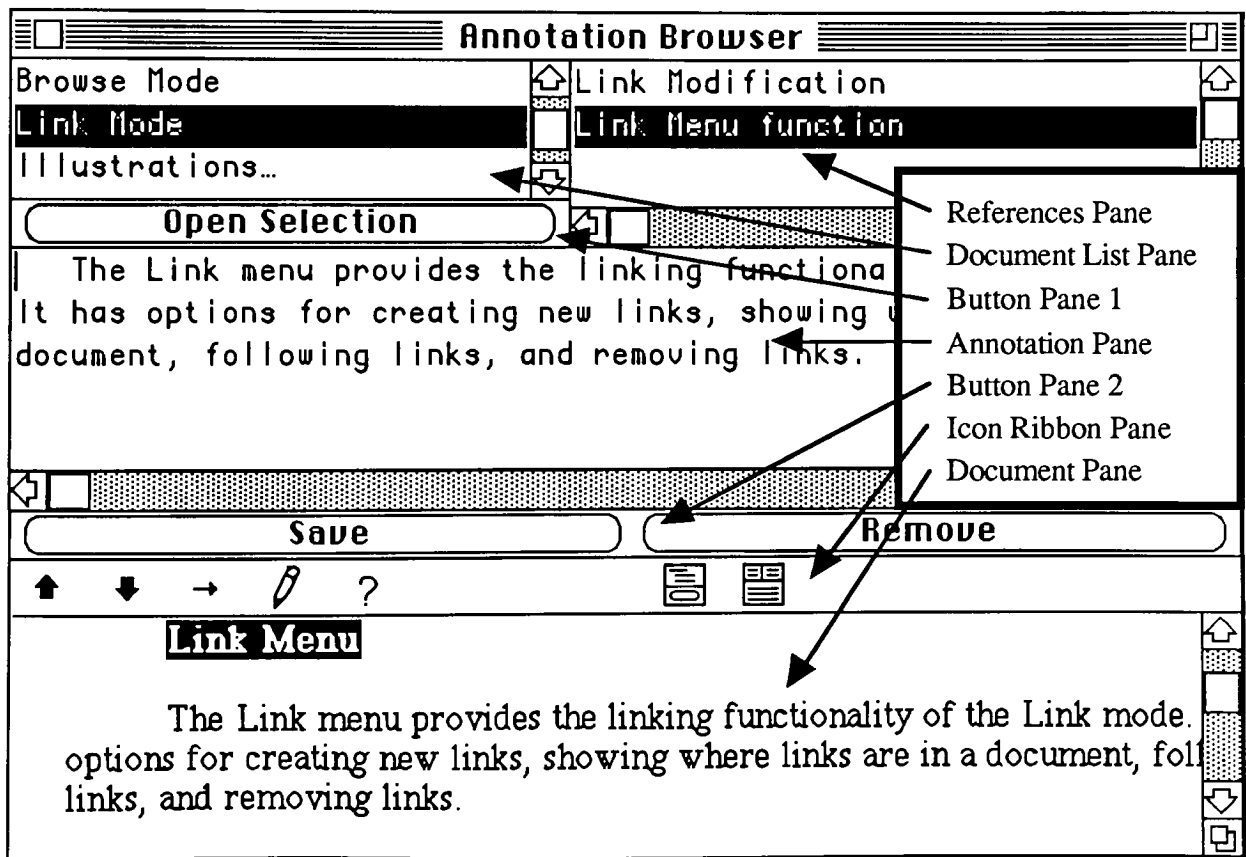 Annotation Browser
Browse Mode
Link Mode
Illustrations…
Link Modification
Link Menu function
Open Selection
References Pane
Document List Pane
Button Pane 1
Annotation Pane
Button Pane 2
Icon Ribbon Pane
Document Pane
The Link menu provides the linking functiona
It has options for creating new links, showing
document, following links, and removing links.
Save
Remove
?
Link Menu
The Link menu provides the linking functionality of the Link mode.
options for creating new links, showing where links are in a document, foll
links, and removing links.